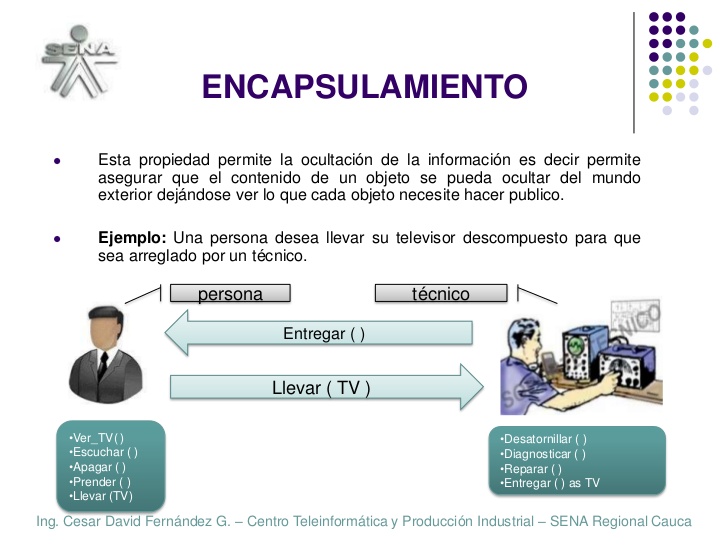 SENA
ENCAPSULAMIENTO
• Esta propiedad permite la ocultación de la información es decir permite
asegurar que el contenido de un objeto se pueda ocultar del mundo
exterior dejándose ver lo que cada objeto necesite hacer publico.
• Ejemplo: Una persona desea llevar su televisor descompuesto para que
sea arreglado por un técnico.
persona
técnico
Entregar ( )
Llevar ( TV )
•Ver_TV( )
•Escuchar ( )
•Apagar ( )
•Prender ( )
•Llevar (TV)
•Desatornillar ( )
•Diagnosticar ( )
•Reparar ( )
•Entregar ( ) as TV
Ing. Cesar David Fernández G. – Centro Teleinformática y Producción Industrial – SENA Regional Cauca